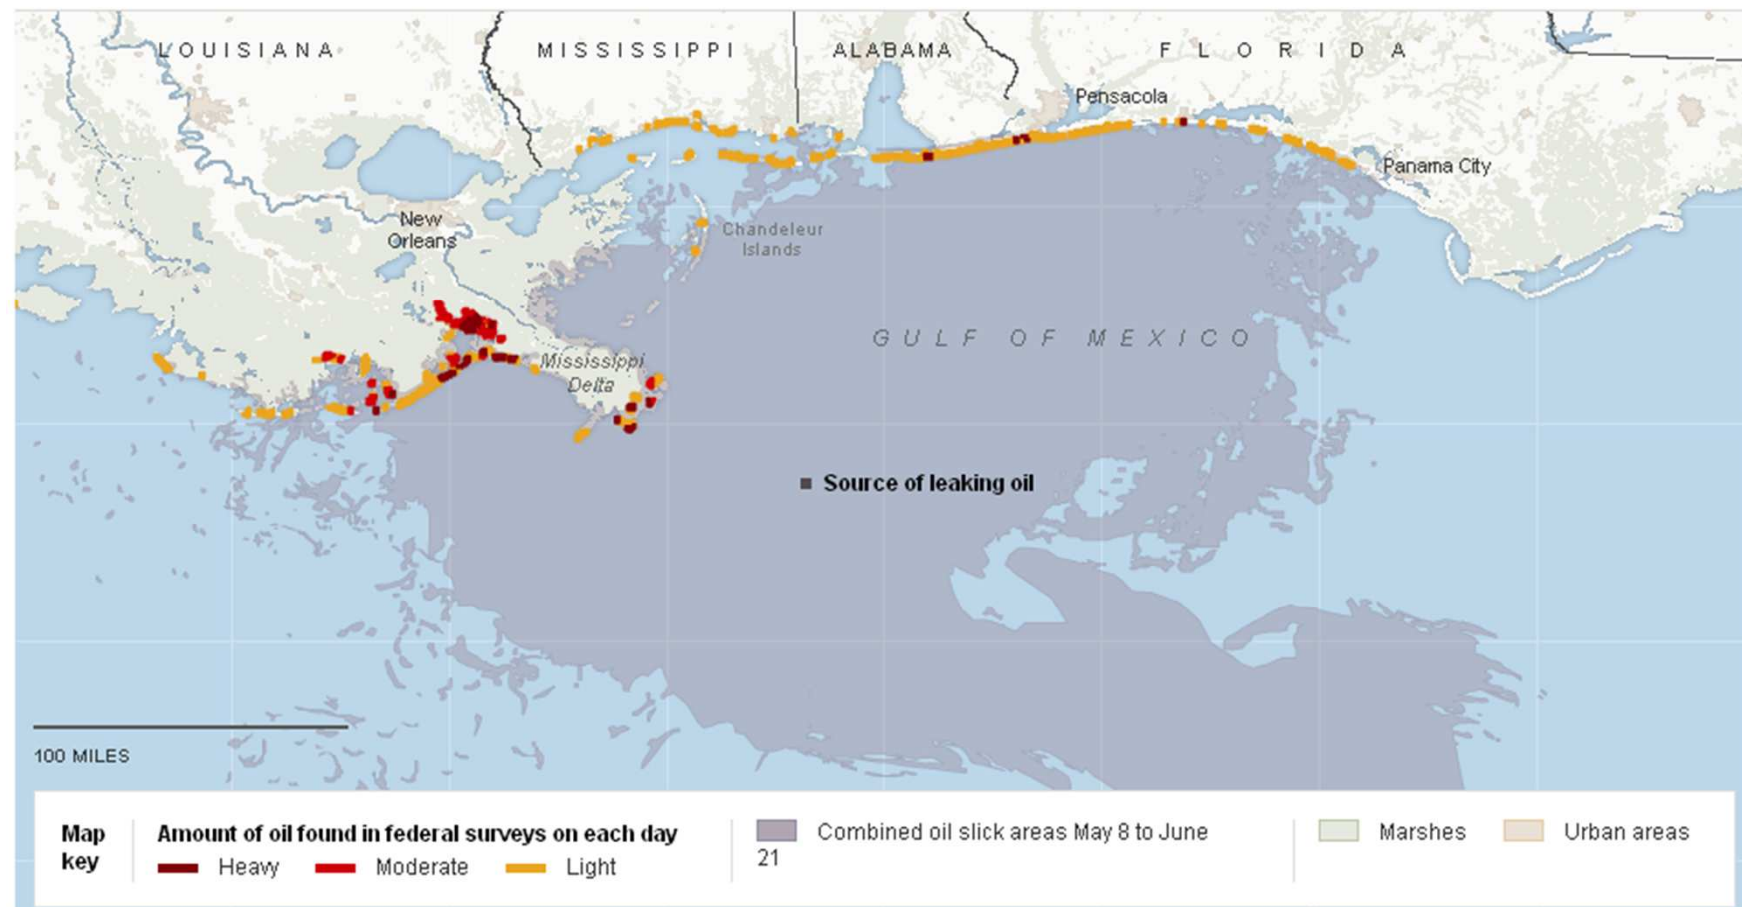 LOUISIANA
MISSISSIPPI
ALABAMA
FLORIDA
Pensacola
Panama City
New
Orleans
Chandeleur
Islands
GULF OF MEXICO
Mississippi
Delta
Source of leaking oil
100 MILES
Map
key
Amount of oil found in federal surveys on each day
Heavy
Moderate
Light
Combined oil slick areas May 8 to June
21
Marshes
Urban areas